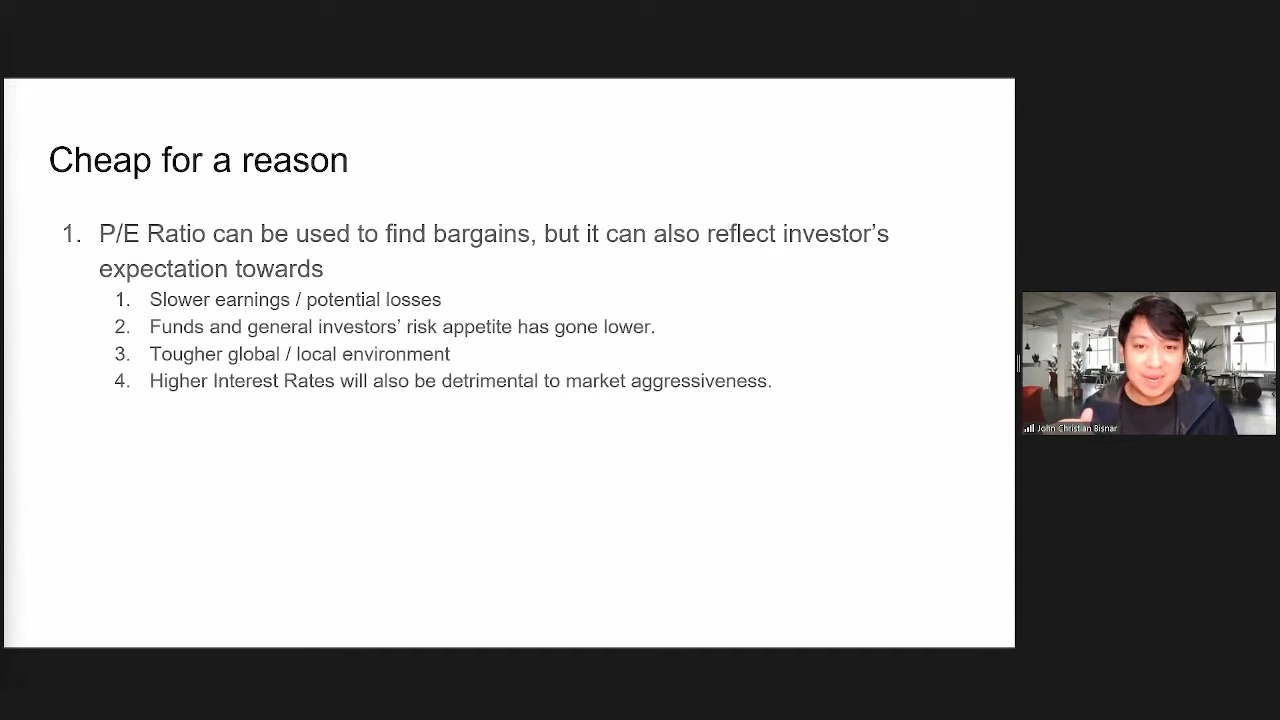 Cheap for a reason
1. P/E Ratio can be used to find bargains, but it can also reflect investor’s
expectation towards
1. Slower earnings / potential losses
2. Funds and general investors’ risk appetite has gone lower.
3. Tougher global / local environment
4. Higher Interest Rates will also be detrimental to market aggressiveness.
John Christian Bisnar